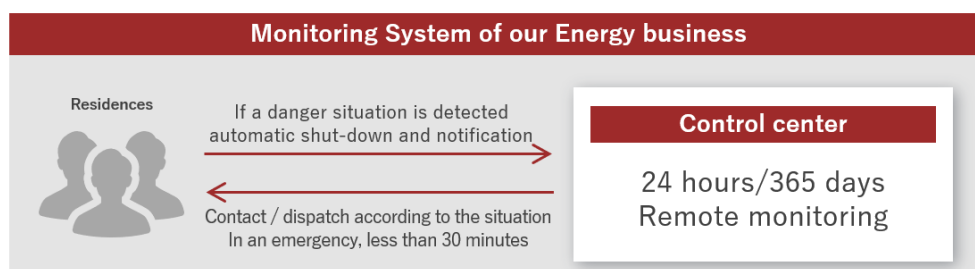 Monitoring System of our Energy business
Residences
If a danger situation is detected
automatic shut-down and notification
Contact / dispatch according to the situation
In an emergency, less than 30 minutes
Control center
24 hours/365 days
Remote monitoring